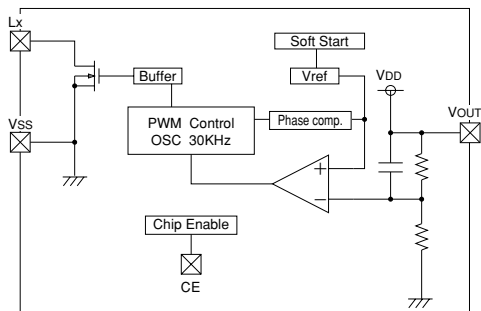 Lx
Soft Start
Buffer
Vref
VDD
VOUT
VSS
PWM Control
OSC 30KHz
Phase comp.
+
−
Chip Enable
CE